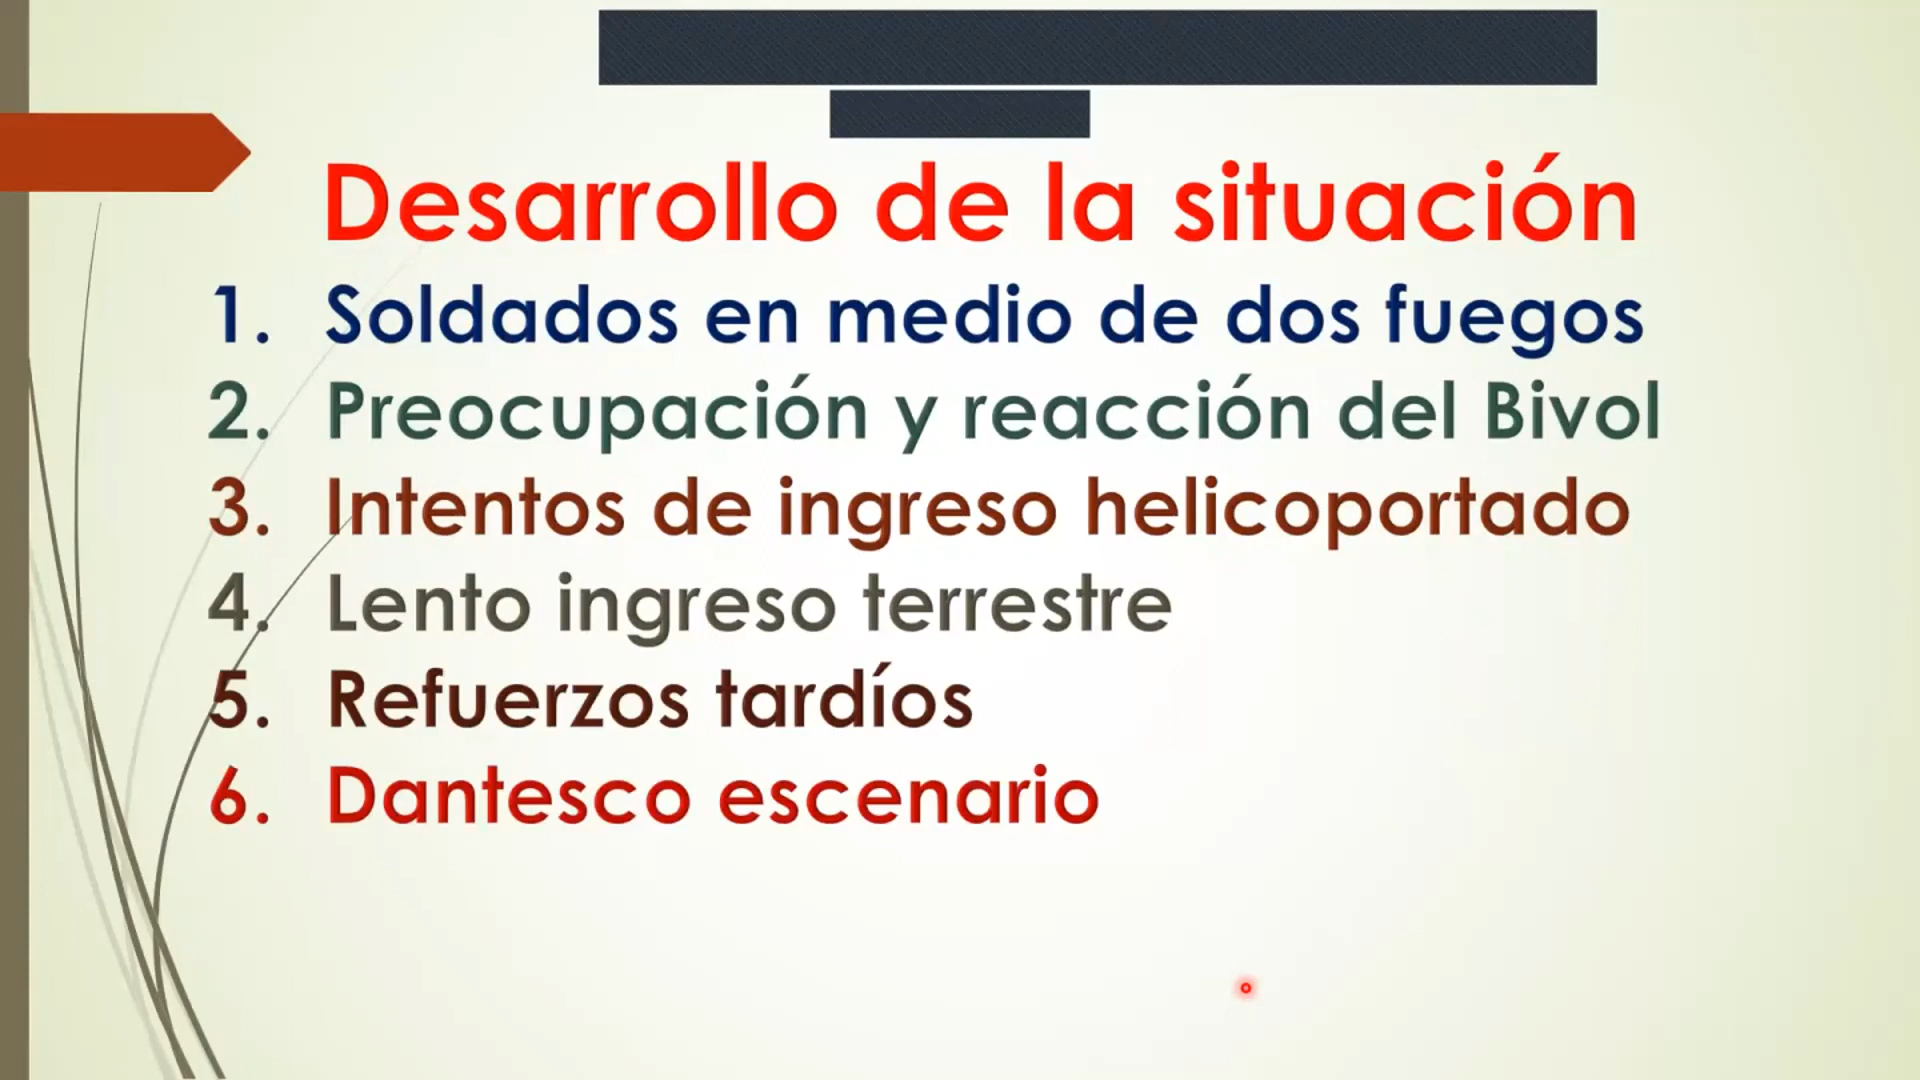 Desarrollo de la situación
1. Soldados en medio de dos fuegos
2. Preocupación y reacción del Bivol
3. Intentos de ingreso helicoportado
4. Lento ingreso terrestre
5. Refuerzos tardíos
6. Dantesco escenario